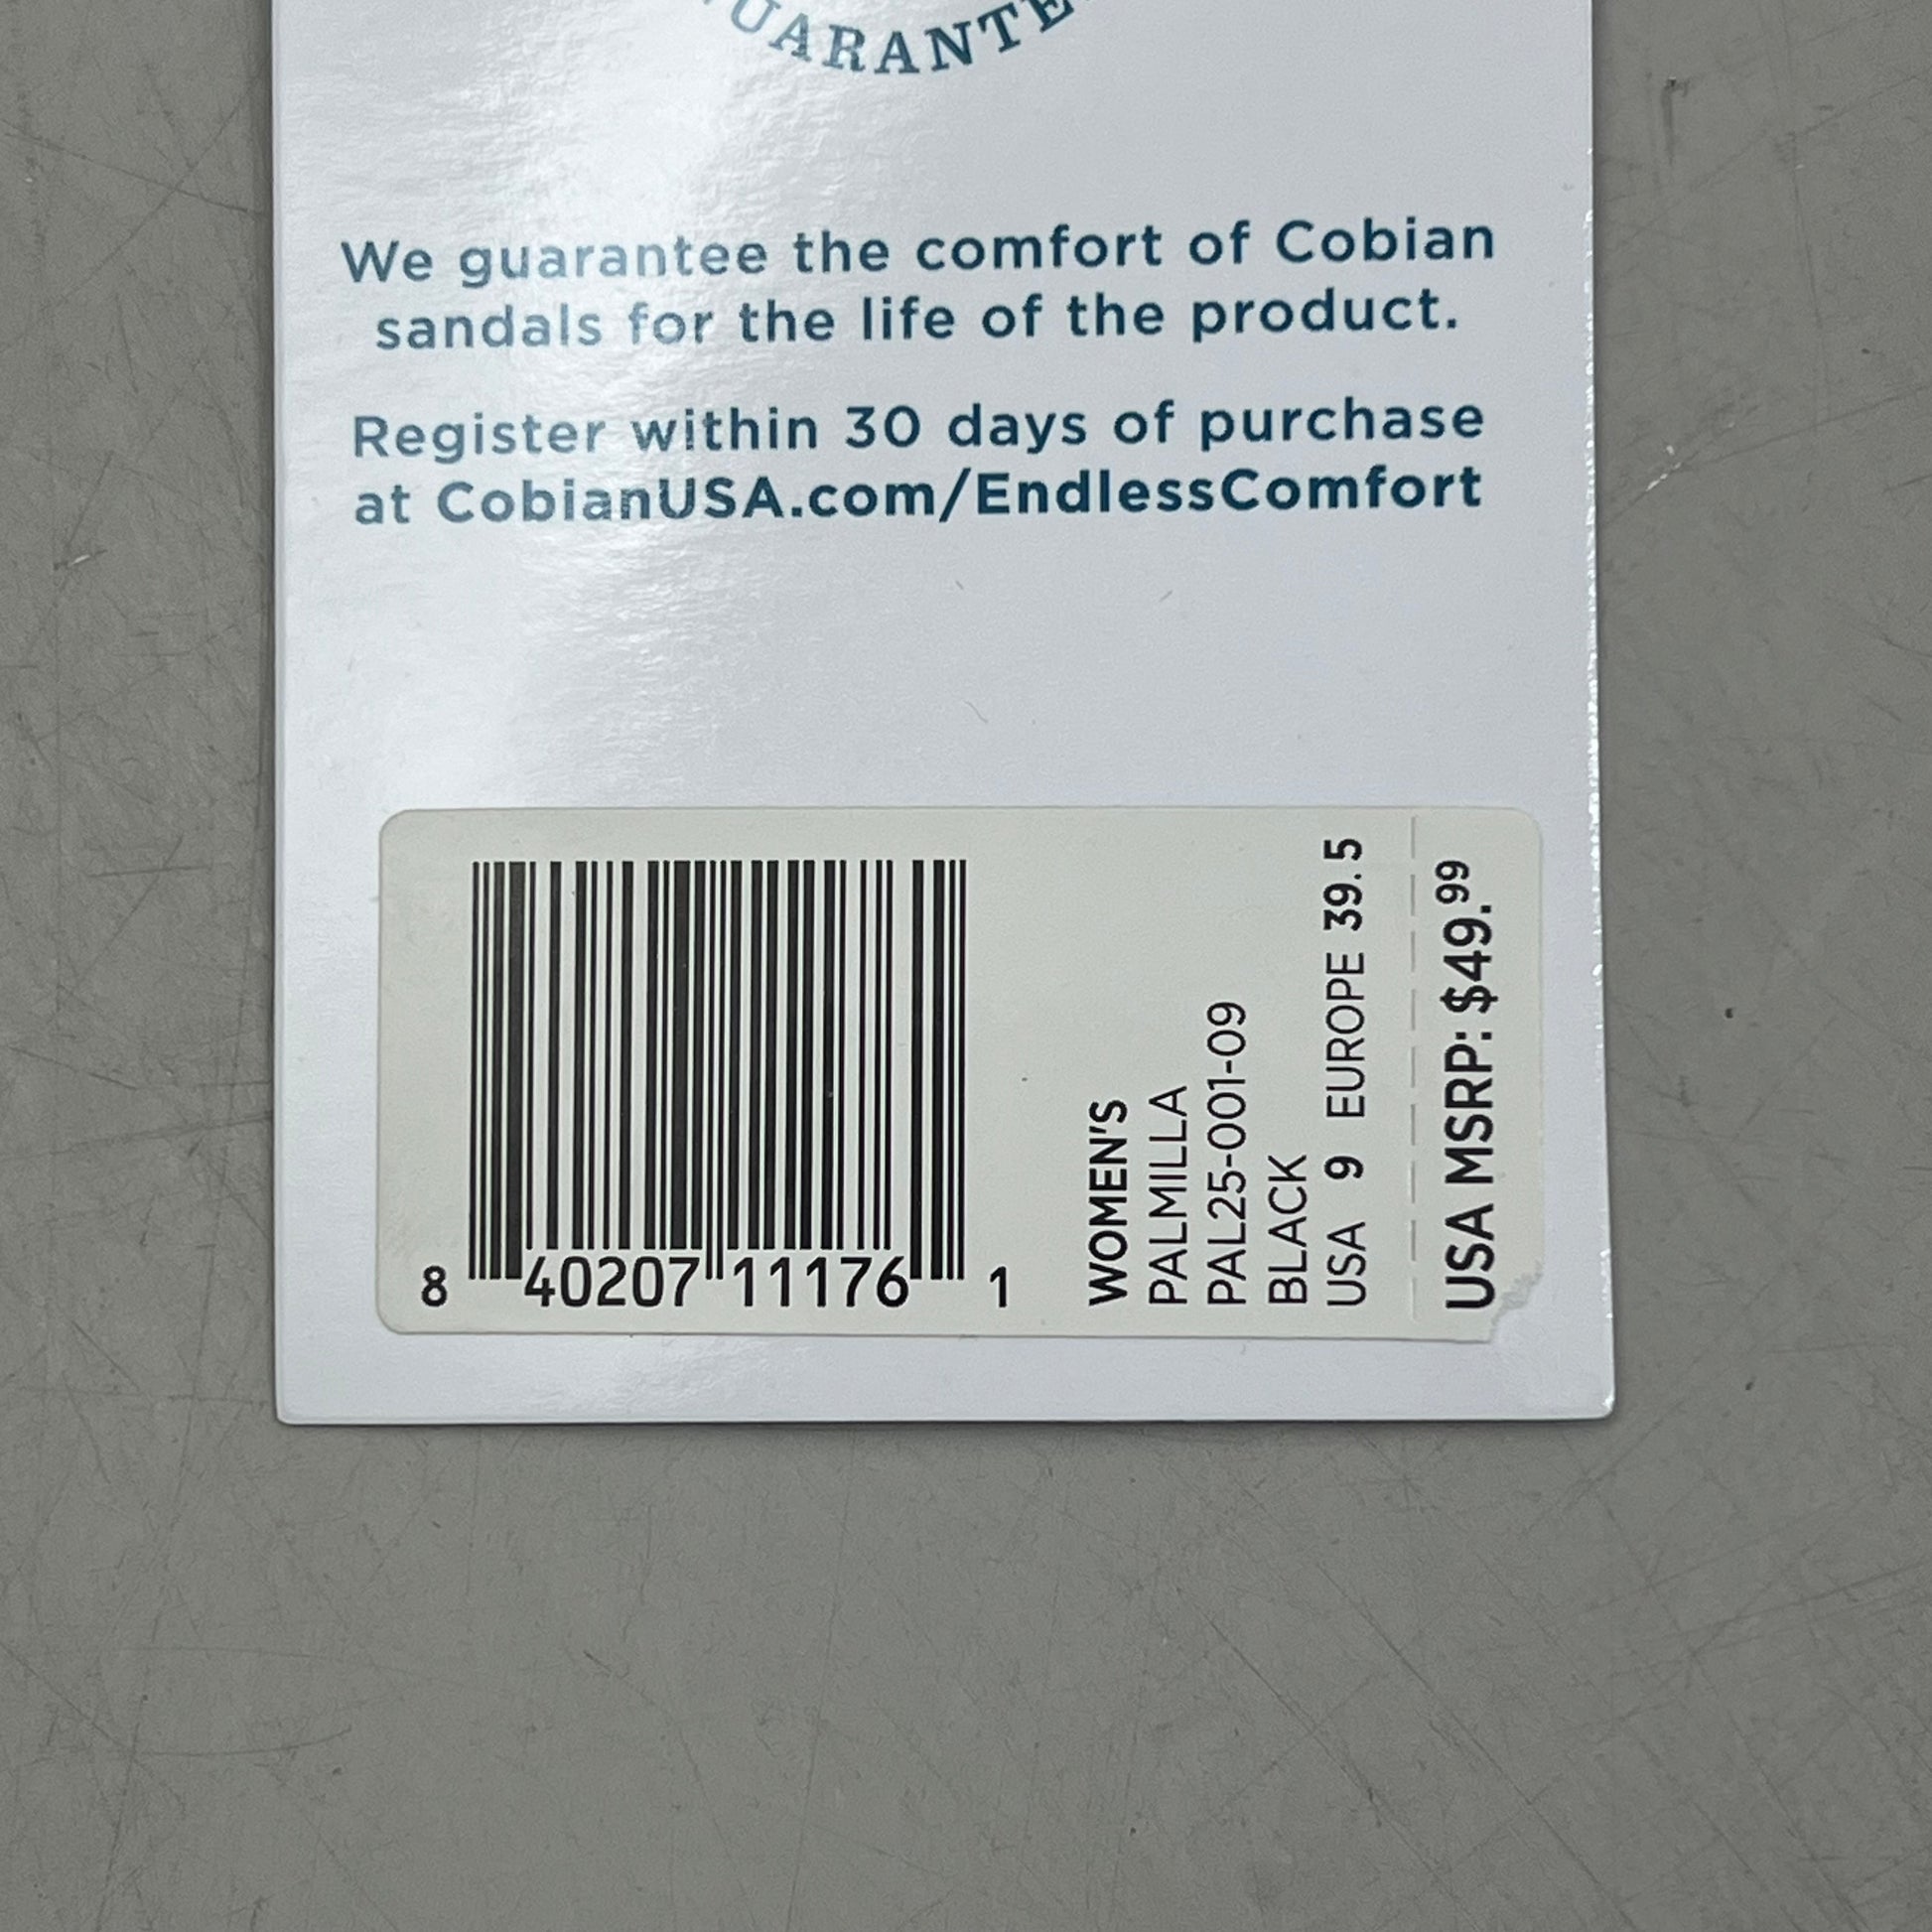 GUARANTEE
We guarantee the comfort of Cobian
sandals for the life of the product.
Register within 30 days of purchase
at CobianUSA.com/EndlessComfort
8 40207 11176 1
WOMEN'S
PALMILLA
PAL25-001-09
BLACK
USA 9 EUROPE 39.5
USA MSRP: $49.99